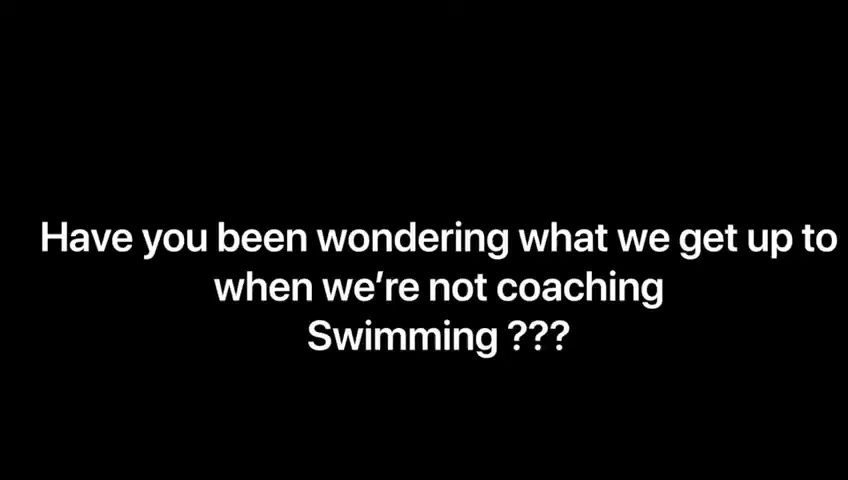 Have you been wondering what we get up to
when we’re not coaching
Swimming ???